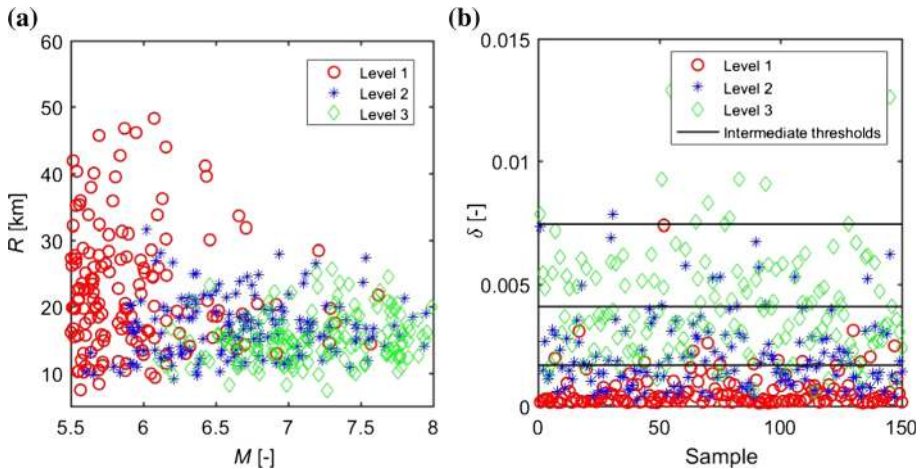 (a)
60
50
40
30
20
10
R [km]
5.5 6 6.5 7 7.5 8
M [-]
Level 1
Level 2
Level 3
(b)
0.015
0.01
0.005
0
δ [-]
0 50 100 150
Sample
Level 1
Level 2
Level 3
Intermediate thresholds